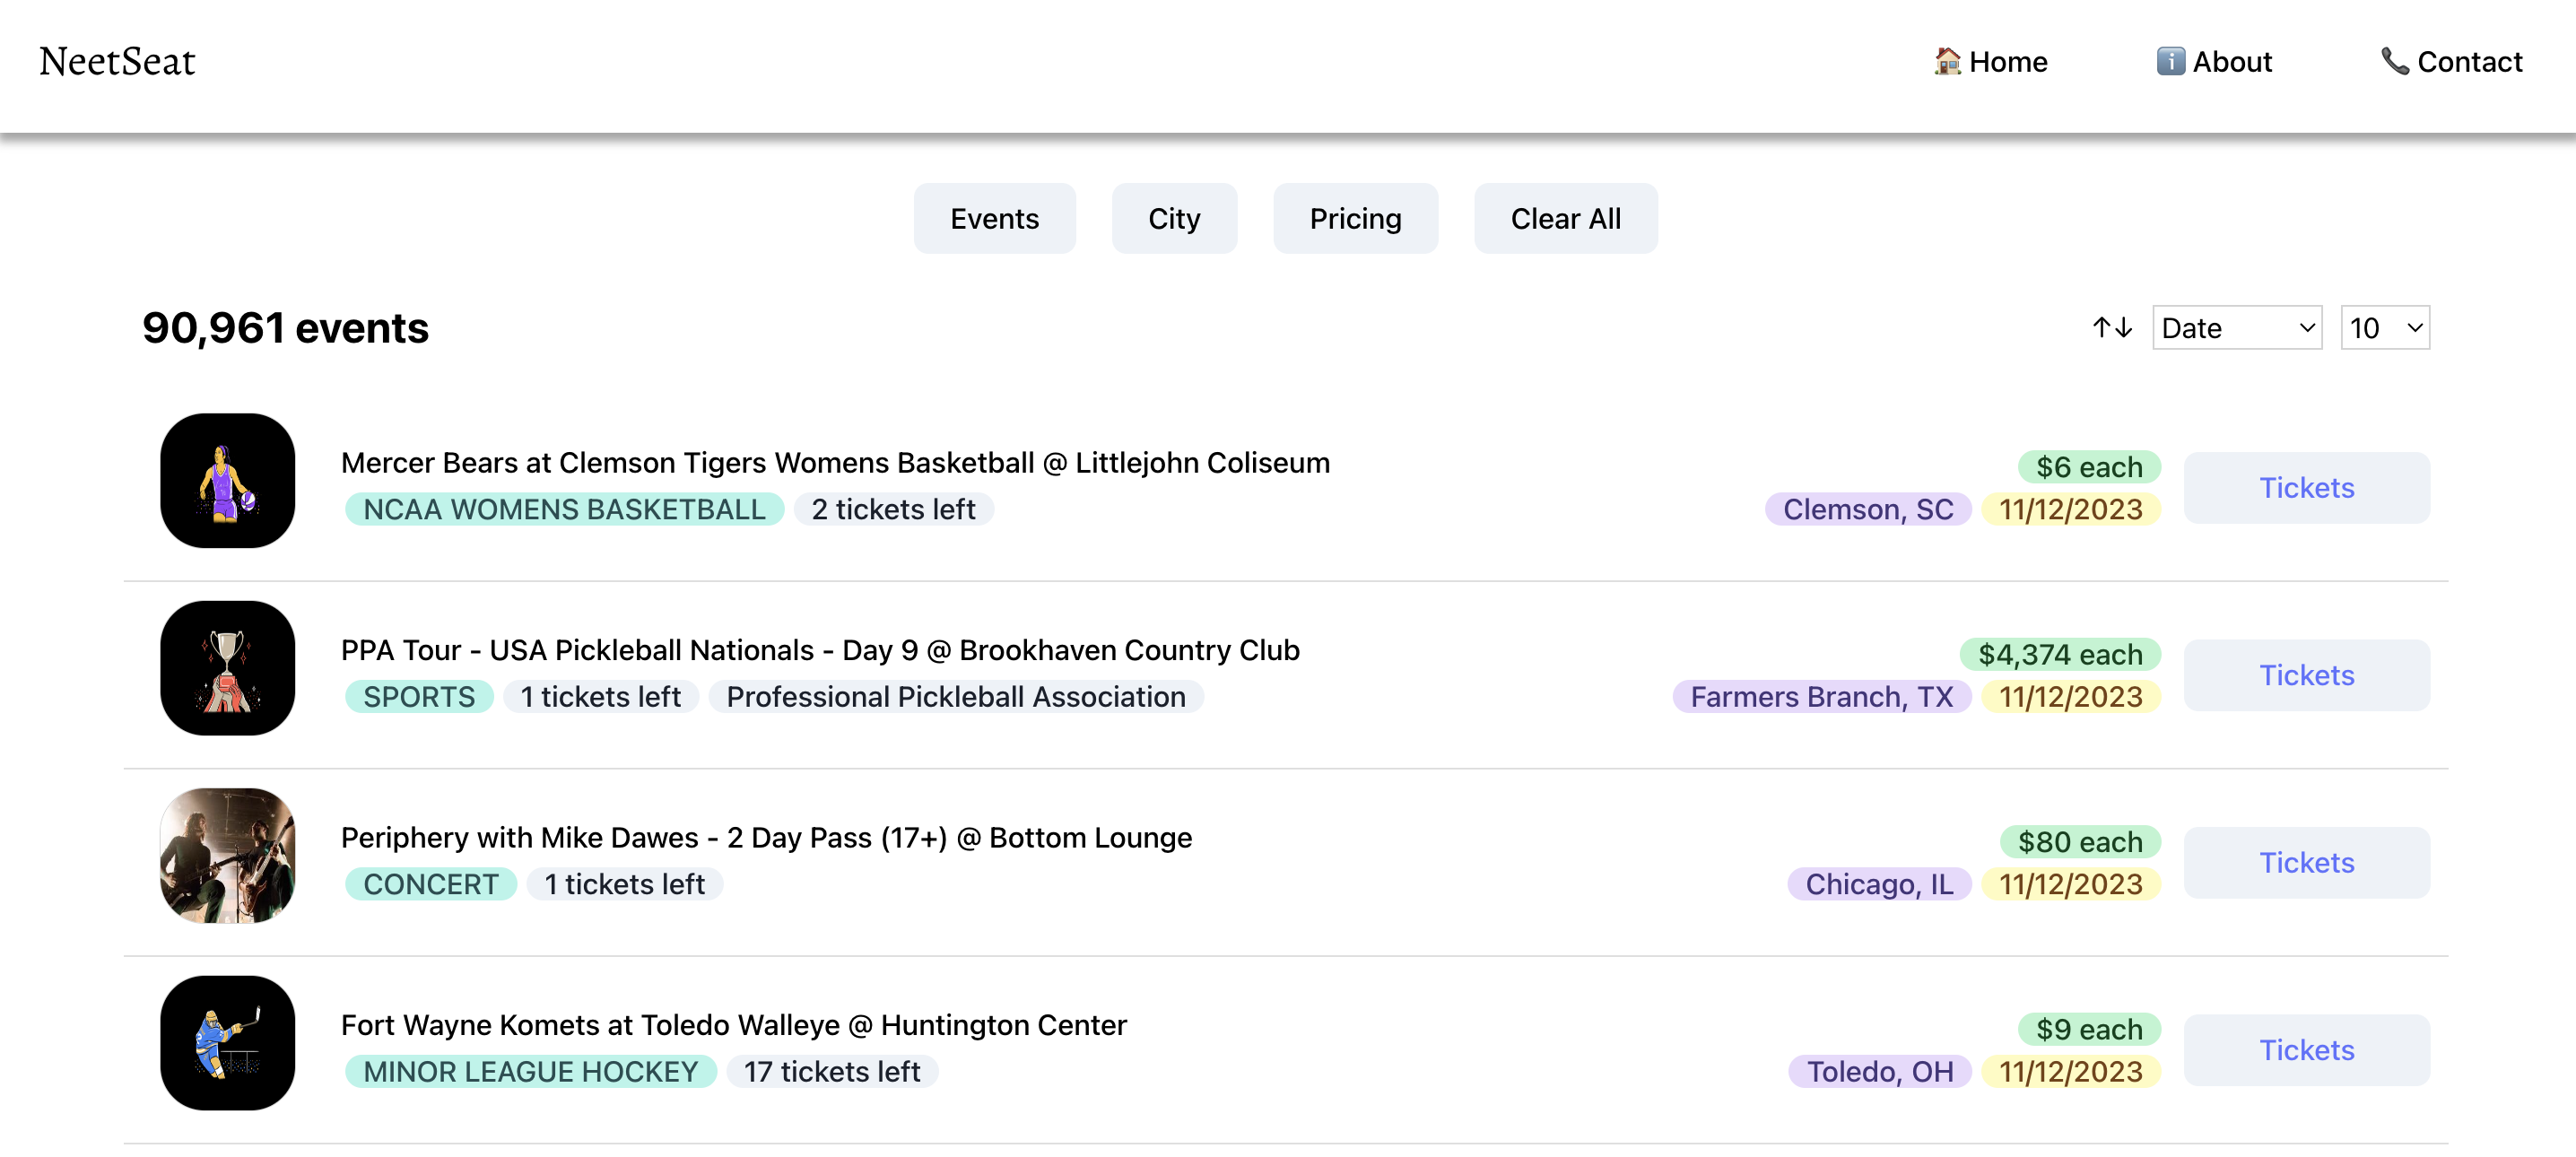 NeetSeat
🏠 Home
ℹ️ About
📞 Contact
Events
City
Pricing
Clear All
90,961 events
↑↓
Date
10
Mercer Bears at Clemson Tigers Womens Basketball @ Littlejohn Coliseum
NCAA WOMENS BASKETBALL
2 tickets left
$6 each
Clemson, SC
11/12/2023
Tickets
PPA Tour - USA Pickleball Nationals - Day 9 @ Brookhaven Country Club
SPORTS
1 tickets left
Professional Pickleball Association
$4,374 each
Farmers Branch, TX
11/12/2023
Tickets
Periphery with Mike Dawes - 2 Day Pass (17+) @ Bottom Lounge
CONCERT
1 tickets left
$80 each
Chicago, IL
11/12/2023
Tickets
Fort Wayne Komets at Toledo Walleye @ Huntington Center
MINOR LEAGUE HOCKEY
17 tickets left
$9 each
Toledo, OH
11/12/2023
Tickets